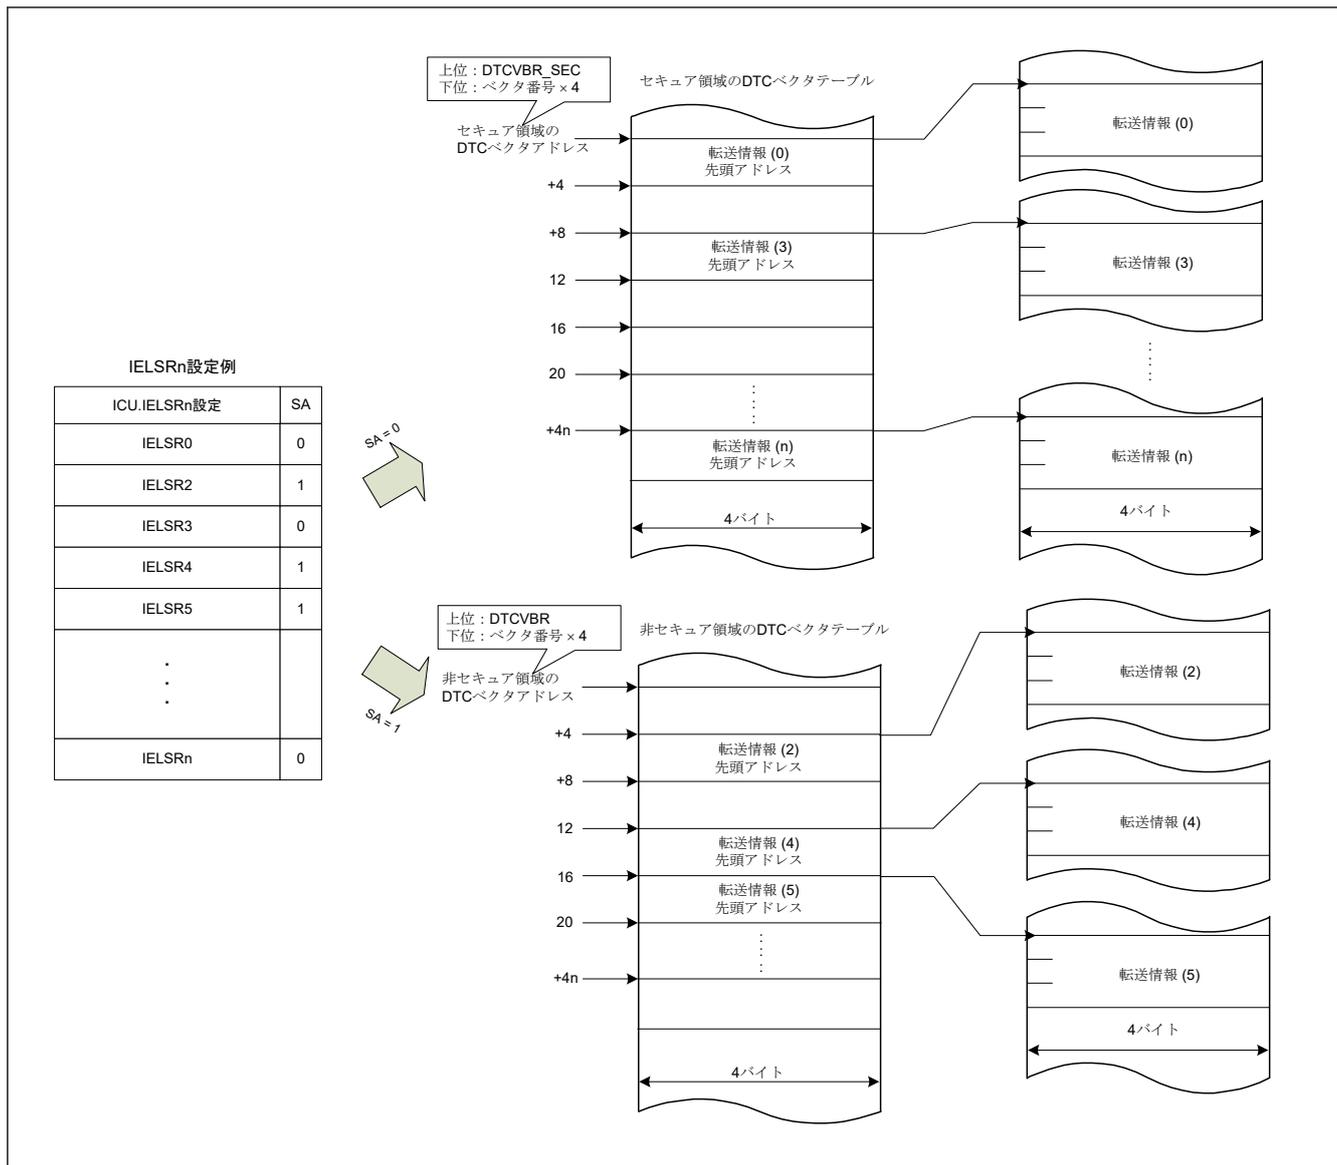 上位：DTCVBR_SEC
下位：ベクタ番号 × 4
セキュア領域のDTCベクタテーブル
セキュア領域の
DTCベクタアドレス
転送情報 (0)
先頭アドレス
転送情報 (0)
+4
+8
転送情報 (3)
先頭アドレス
転送情報 (3)
12
16
20
+4n
転送情報 (n)
先頭アドレス
転送情報 (n)
4バイト
4バイト
IELSRn設定例
ICU.IELSRn設定 SA
IELSR0 0
IELSR2 1
IELSR3 0
IELSR4 1
IELSR5 1
IELSRn 0
SA = 0
SA = 1
上位：DTCVBR
下位：ベクタ番号 × 4
非セキュア領域のDTCベクタテーブル
非セキュア領域の
DTCベクタアドレス
+4
転送情報 (2)
先頭アドレス
転送情報 (2)
+8
12
転送情報 (4)
先頭アドレス
転送情報 (4)
16
転送情報 (5)
先頭アドレス
転送情報 (5)
20
+4n
4バイト
4バイト